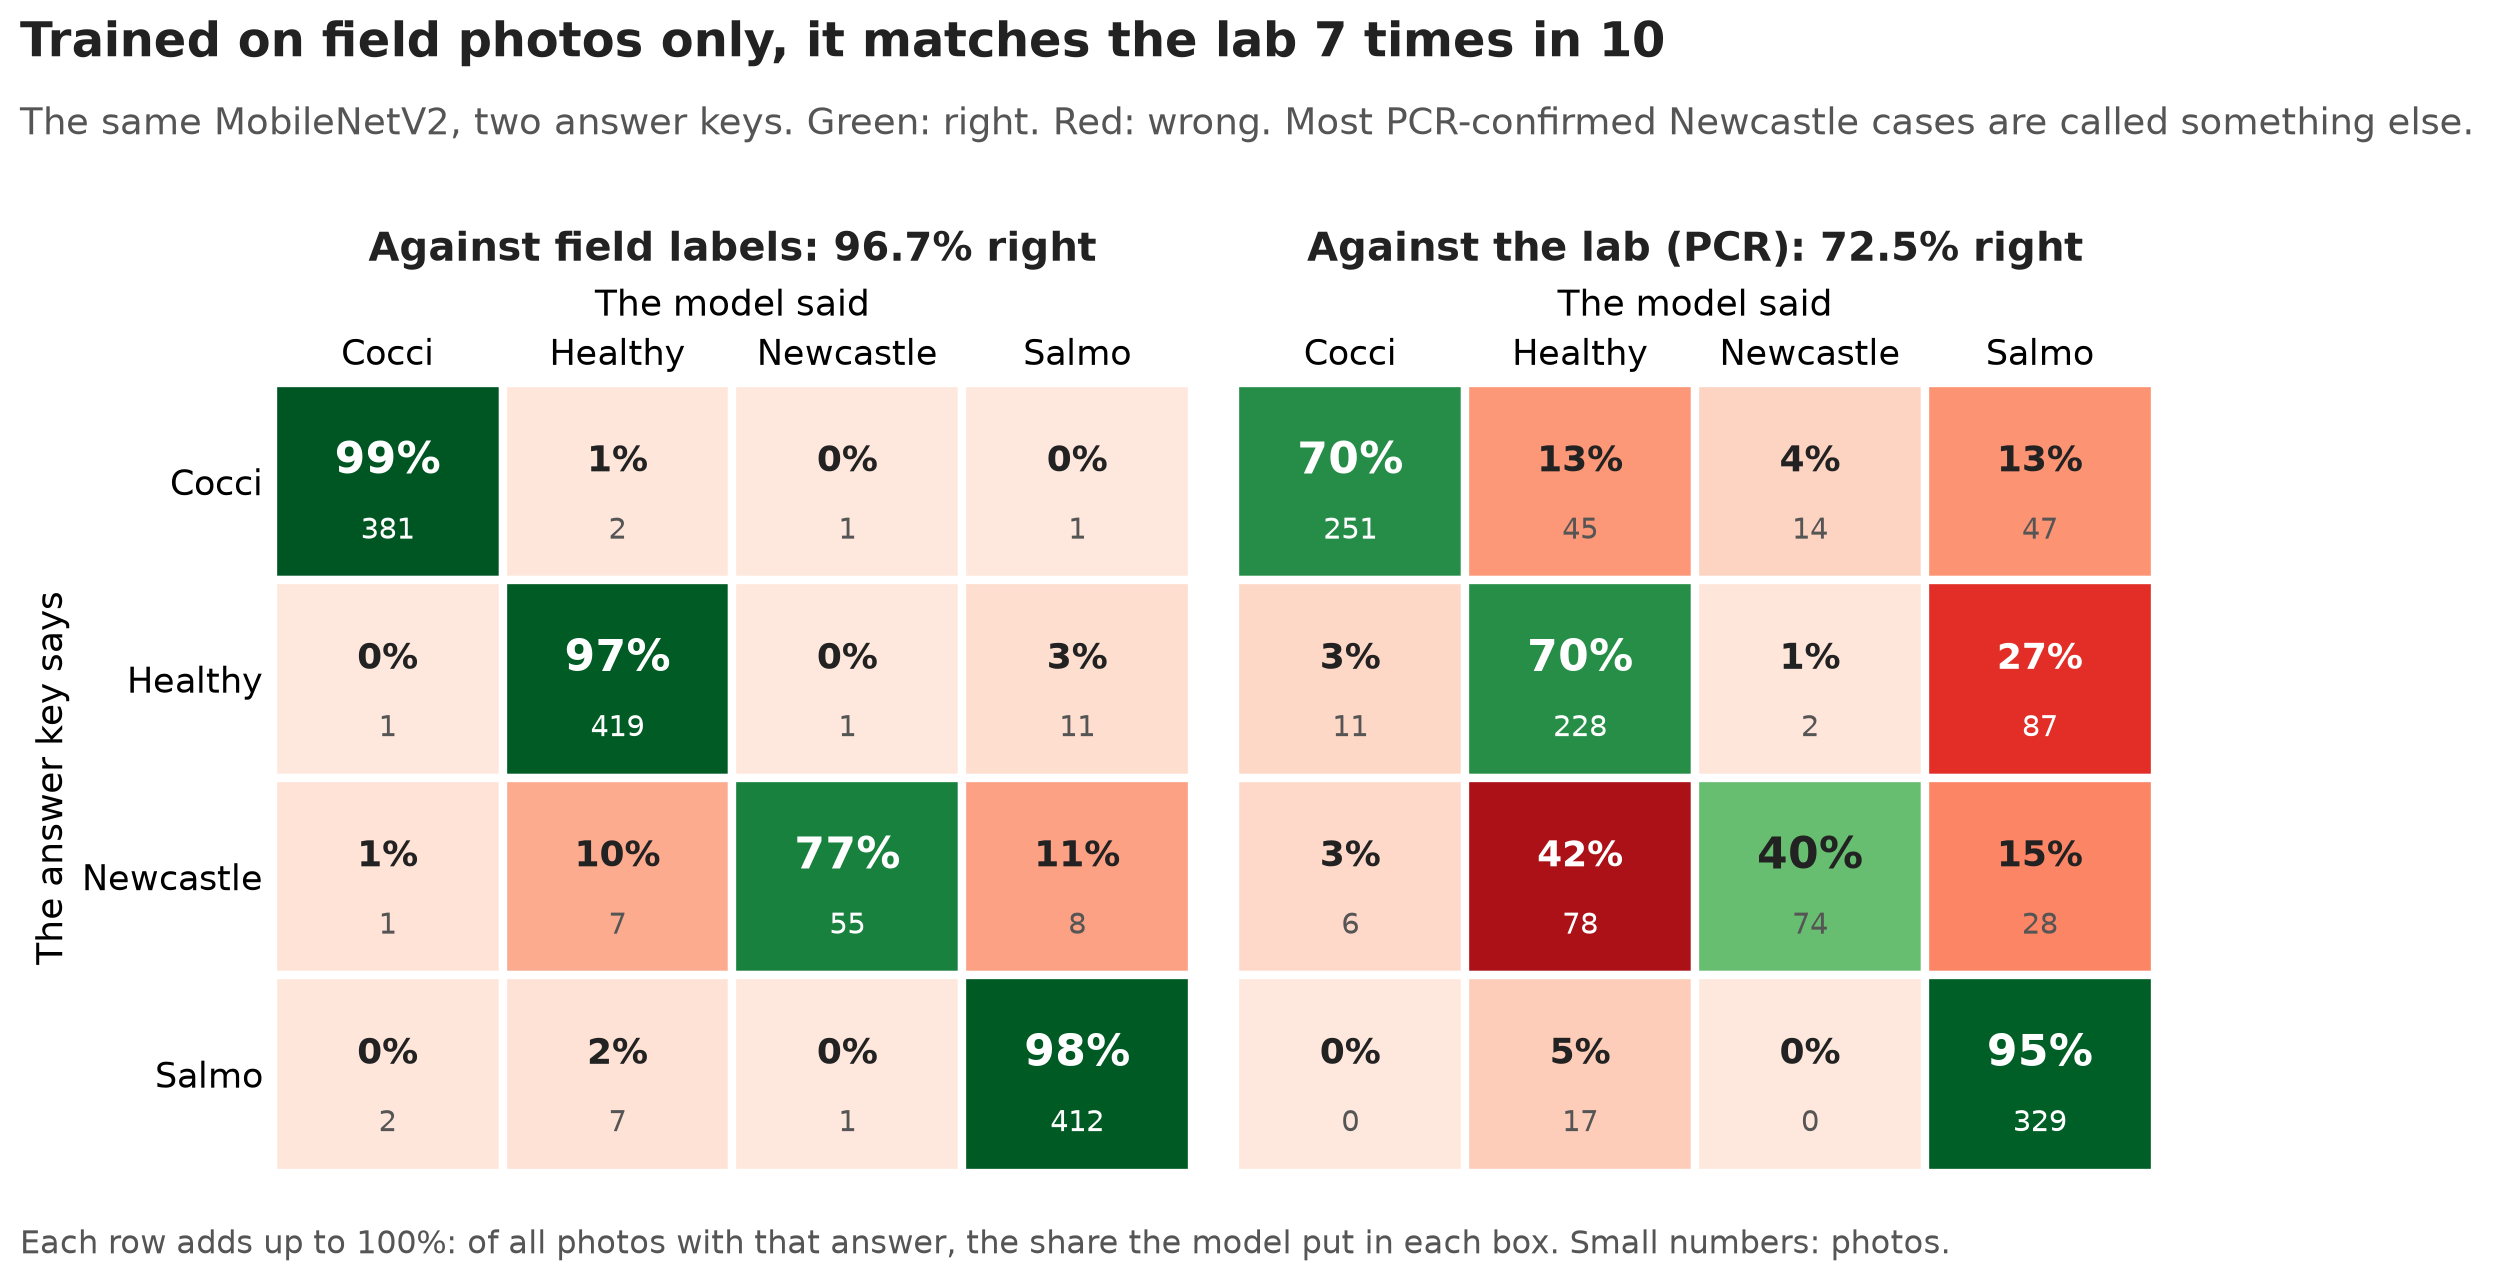 Trained on field photos only, it matches the lab 7 times in 10
The same MobileNetV2, two answer keys. Green: right. Red: wrong. Most PCR-confirmed Newcastle cases are called something else.
Against field labels: 96.7% right
The model said
Cocci Healthy Newcastle Salmo
The answer key says
Cocci
99% 1% 0% 0%
381 2 1 1
Healthy
0% 97% 0% 3%
1 419 1 11
Newcastle
1% 10% 77% 11%
1 7 55 8
Salmo
0% 2% 0% 98%
2 7 1 412
Against the lab (PCR): 72.5% right
The model said
Cocci Healthy Newcastle Salmo
70% 13% 4% 13%
251 45 14 47
3% 70% 1% 27%
11 228 2 87
3% 42% 40% 15%
6 78 74 28
0% 5% 0% 95%
0 17 0 329
Each row adds up to 100%: of all photos with that answer, the share the model put in each box. Small numbers: photos.